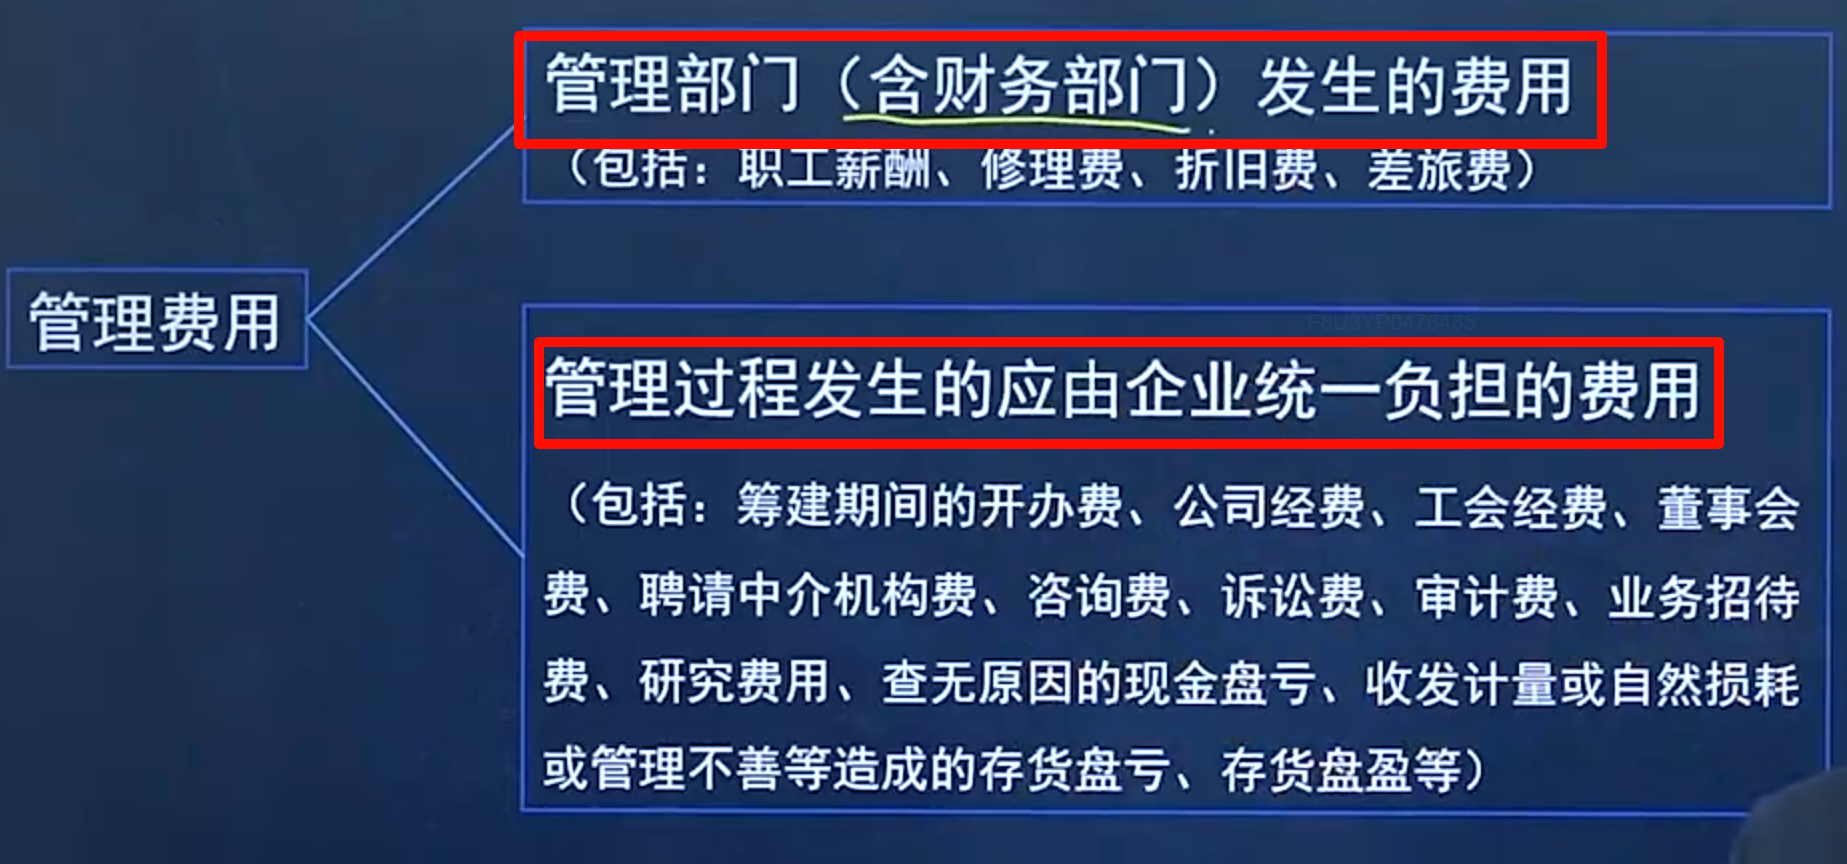 管理部门（含财务部门）发生的费用
（包括：职工薪酬、修理费、折旧费、差旅费）
管理费用
F8U3YP0476485
管理过程发生的应由企业统一负担的费用
（包括：筹建期间的开办费、公司经费、工会经费、董事会
费、聘请中介机构费、咨询费、诉讼费、审计费、业务招待
费、研究费用、查无原因的现金盘亏、收发计量或自然损耗
或管理不善等造成的存货盘亏、存货盘盈等）